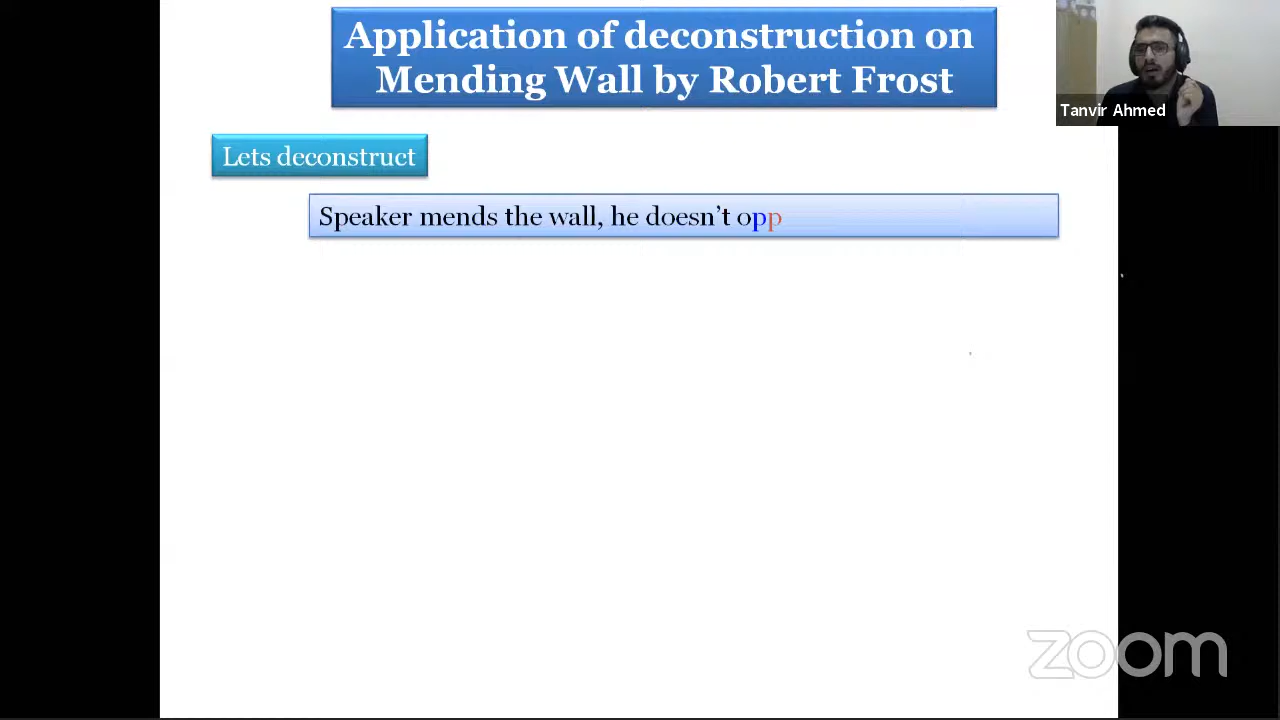 Application of deconstruction on
Mending Wall by Robert Frost
Tanvir Ahmed
Lets deconstruct
Speaker mends the wall, he doesn’t opp
zoom